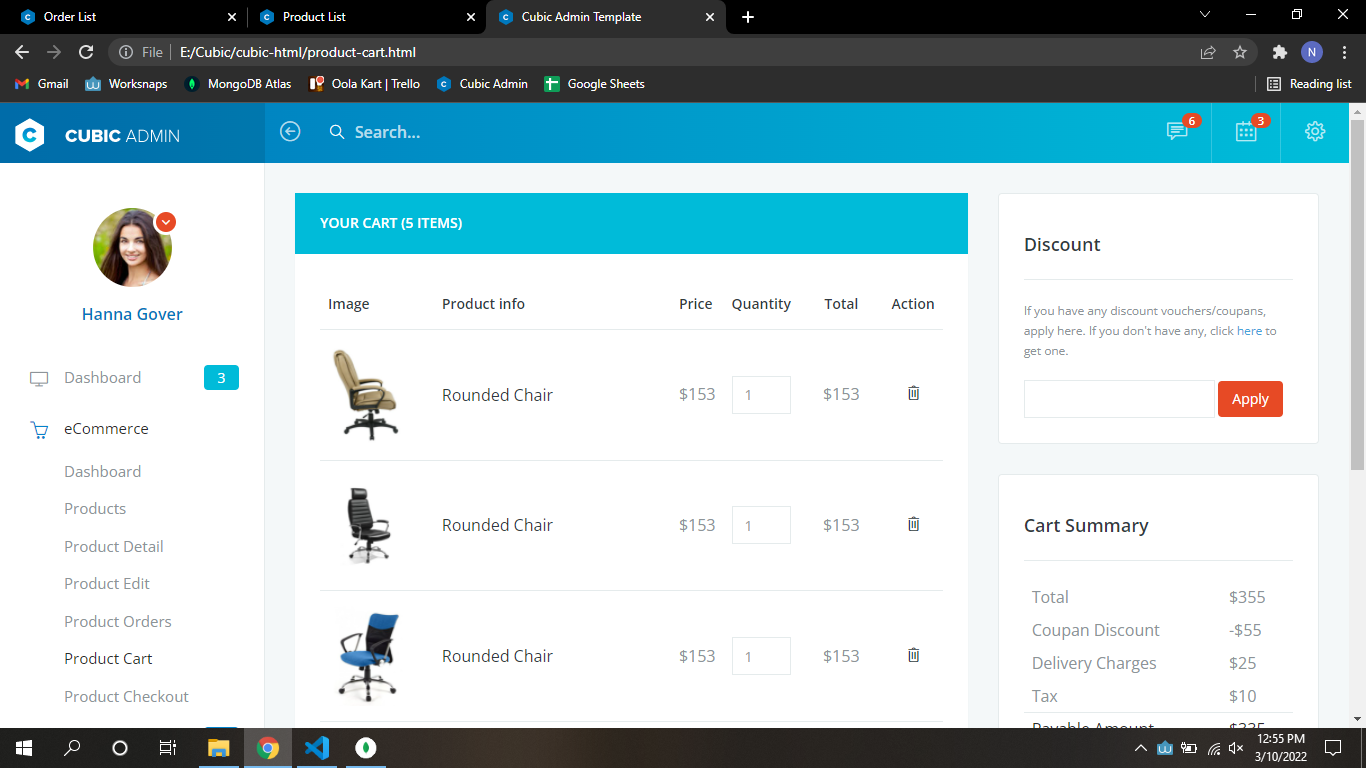 Order List
Product List
Cubic Admin Template
File
E:/Cubic/cubic-html/product-cart.html
N
Gmail
Worksnaps
MongoDB Atlas
Oola Kart | Trello
Cubic Admin
Google Sheets
Reading list
C CUBIC ADMIN
Search...
6
3
Hanna Gover
Dashboard
3
eCommerce
Dashboard
Products
Product Detail
Product Edit
Product Orders
Product Cart
Product Checkout
YOUR CART (5 ITEMS)
Image Product info Price Quantity Total Action
Rounded Chair $153 1 $153
Rounded Chair $153 1 $153
Rounded Chair $153 1 $153
Discount
If you have any discount vouchers/coupans,
apply here. If you don't have any, click here to
get one.
Apply
Cart Summary
Total $355
Coupan Discount -$55
Delivery Charges $25
Tax $10
Payable Amount $335
12:55 PM
3/10/2022